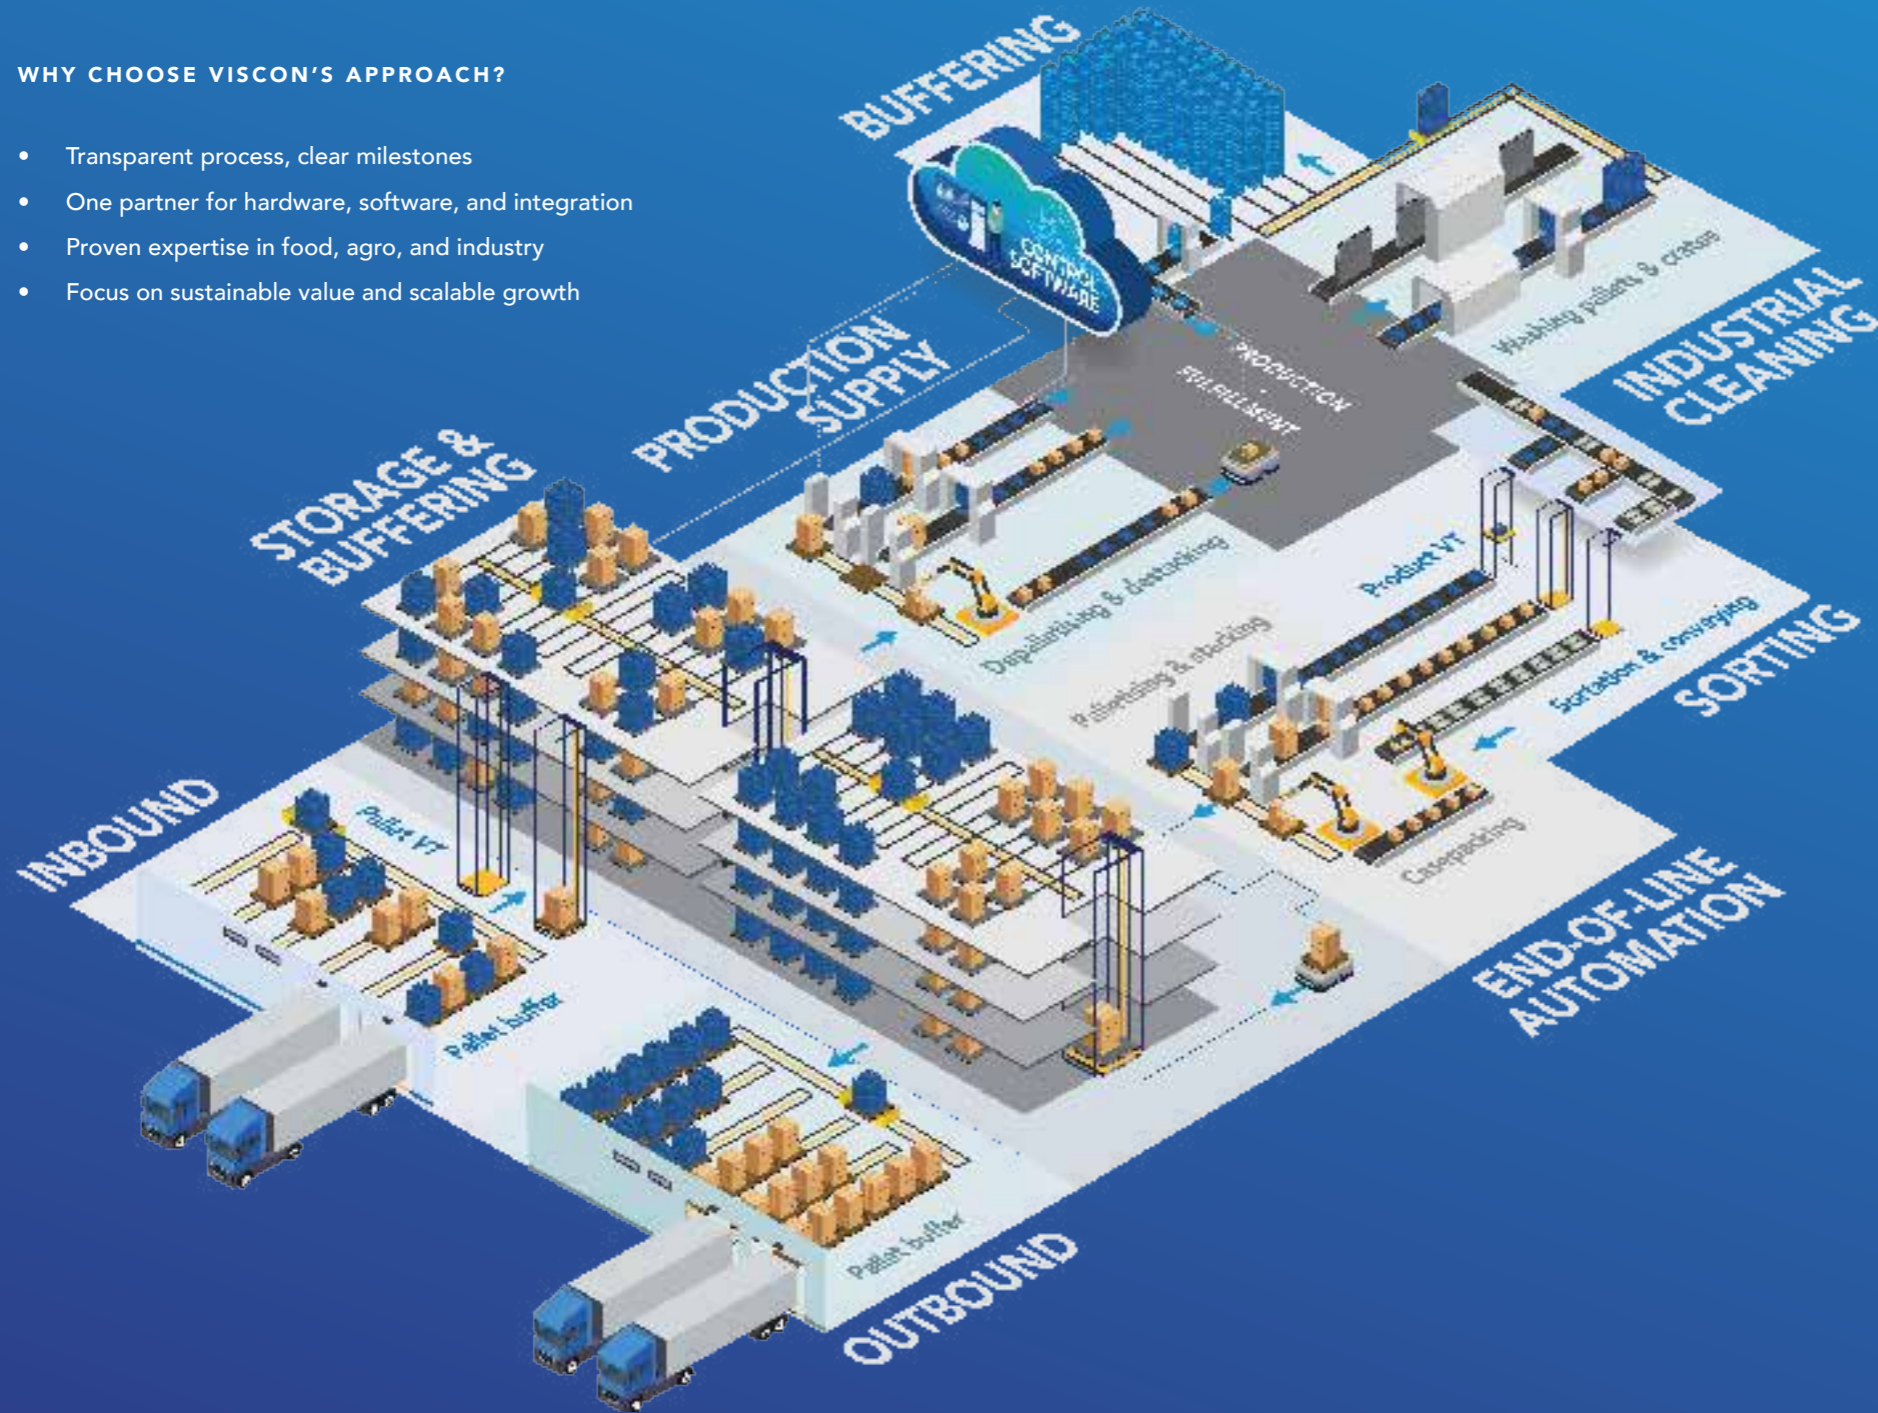 WHY CHOOSE VISCON'S APPROACH?
• Transparent process, clear milestones
• One partner for hardware, software, and integration
• Proven expertise in food, agro, and industry
• Focus on sustainable value and scalable growth
BUFFERING
CONTROL
SOFTWARE
Washing pallets & crates
INDUSTRIAL
CLEANING
PRODUCTION
SUPPLY
PRODUCTION
FULFILLMENT
STORAGE &
BUFFERING
Depalletising & destacking
Product VT
Palletising & stacking
Sortation & conveying
SORTING
INBOUND
Pallet VT
Casepacking
END-OF-LINE
AUTOMATION
Pallet buffer
Pallet buffer
OUTBOUND